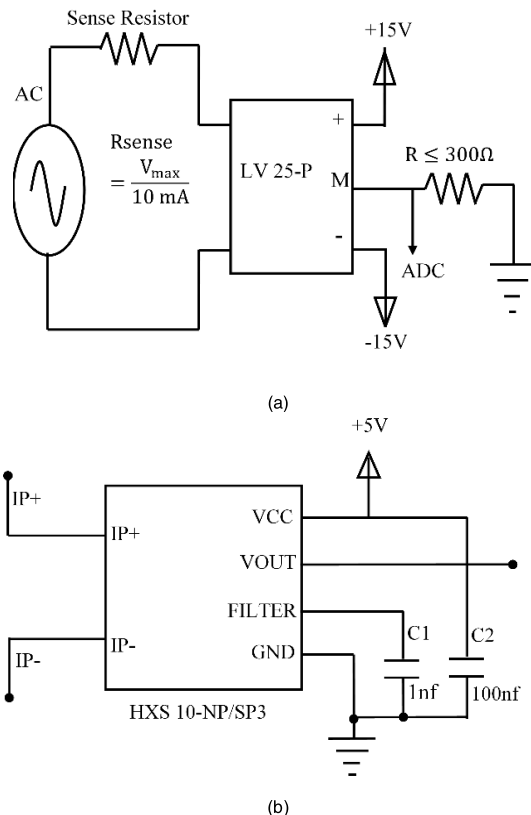 Sense Resistor
+15V
AC
Rsense
= Vmax
10 mA
LV 25-P
+
M
-
R ≤ 300Ω
ADC
-15V
(a)
+5V
IP+
IP+
VCC
VOUT
FILTER
C1
C2
IP-
IP-
GND
1nf
100nf
HXS 10-NP/SP3
(b)